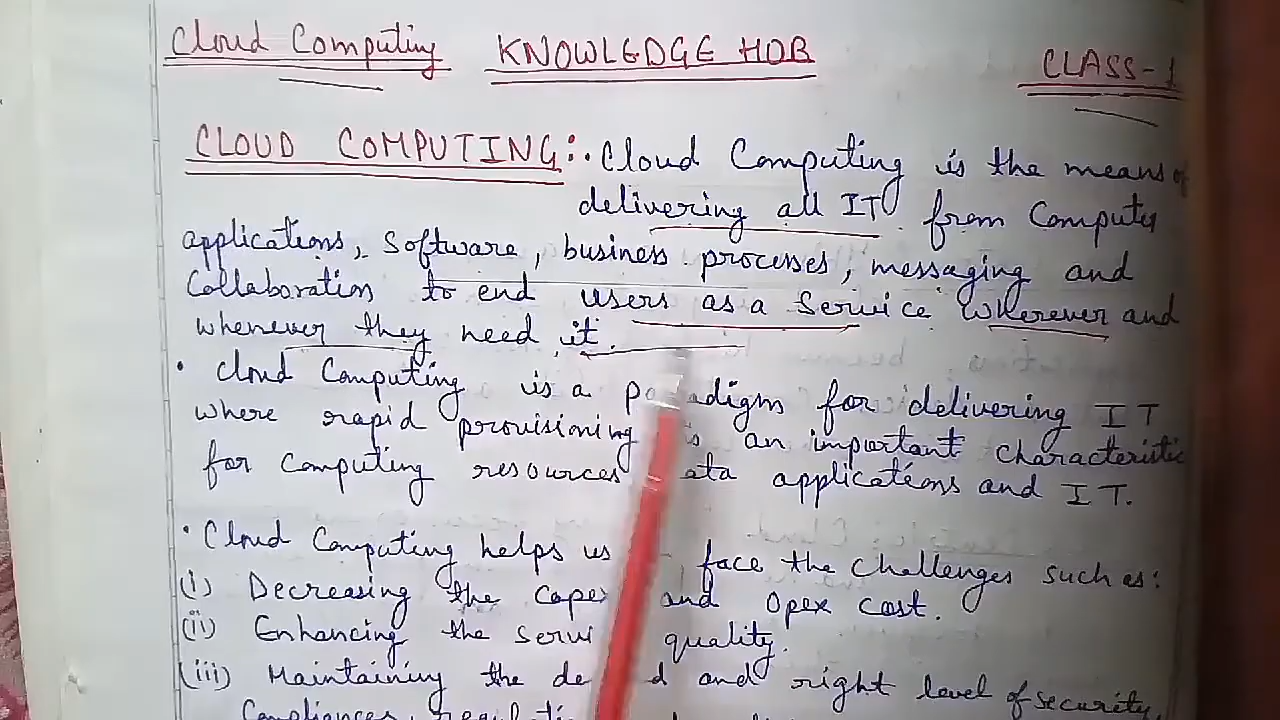 Cloud Computing KNOWLEDGE HUB CLASS-1
CLOUD COMPUTING:. Cloud Computing is the means of
delivering all IT from Computer
applications, Software, business processes, messaging and
Collaboration to end users as a Service wherever and
whenever they need it.
• Cloud Computing is a digm for delivering IT
where rapid provisioning an important characteristic
for Computing resources applications and IT.
• Cloud Computing helps us face the challenges such as:
(i) Decreasing the and Opex cost.
(ii) Enhancing the quality.
(iii) Maintaining the and right level of security,